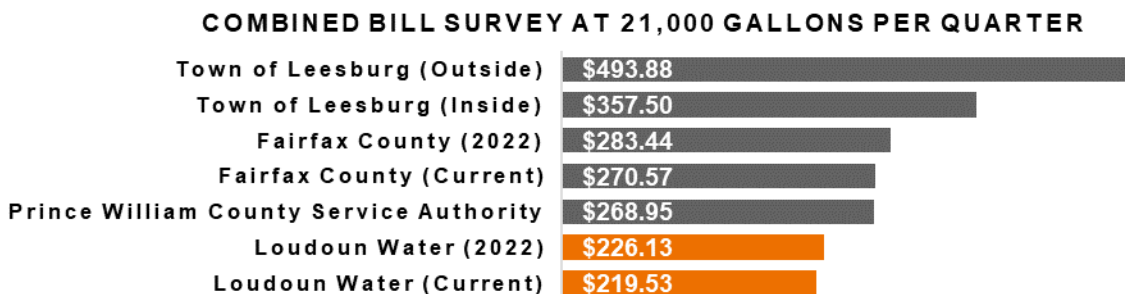 COMBINED BILL SURVEY AT 21,000 GALLONS PER QUARTER
Town of Leesburg (Outside) $493.88
Town of Leesburg (Inside) $357.50
Fairfax County (2022) $283.44
Fairfax County (Current) $270.57
Prince William County Service Authority $268.95
Loudoun Water (2022) $226.13
Loudoun Water (Current) $219.53